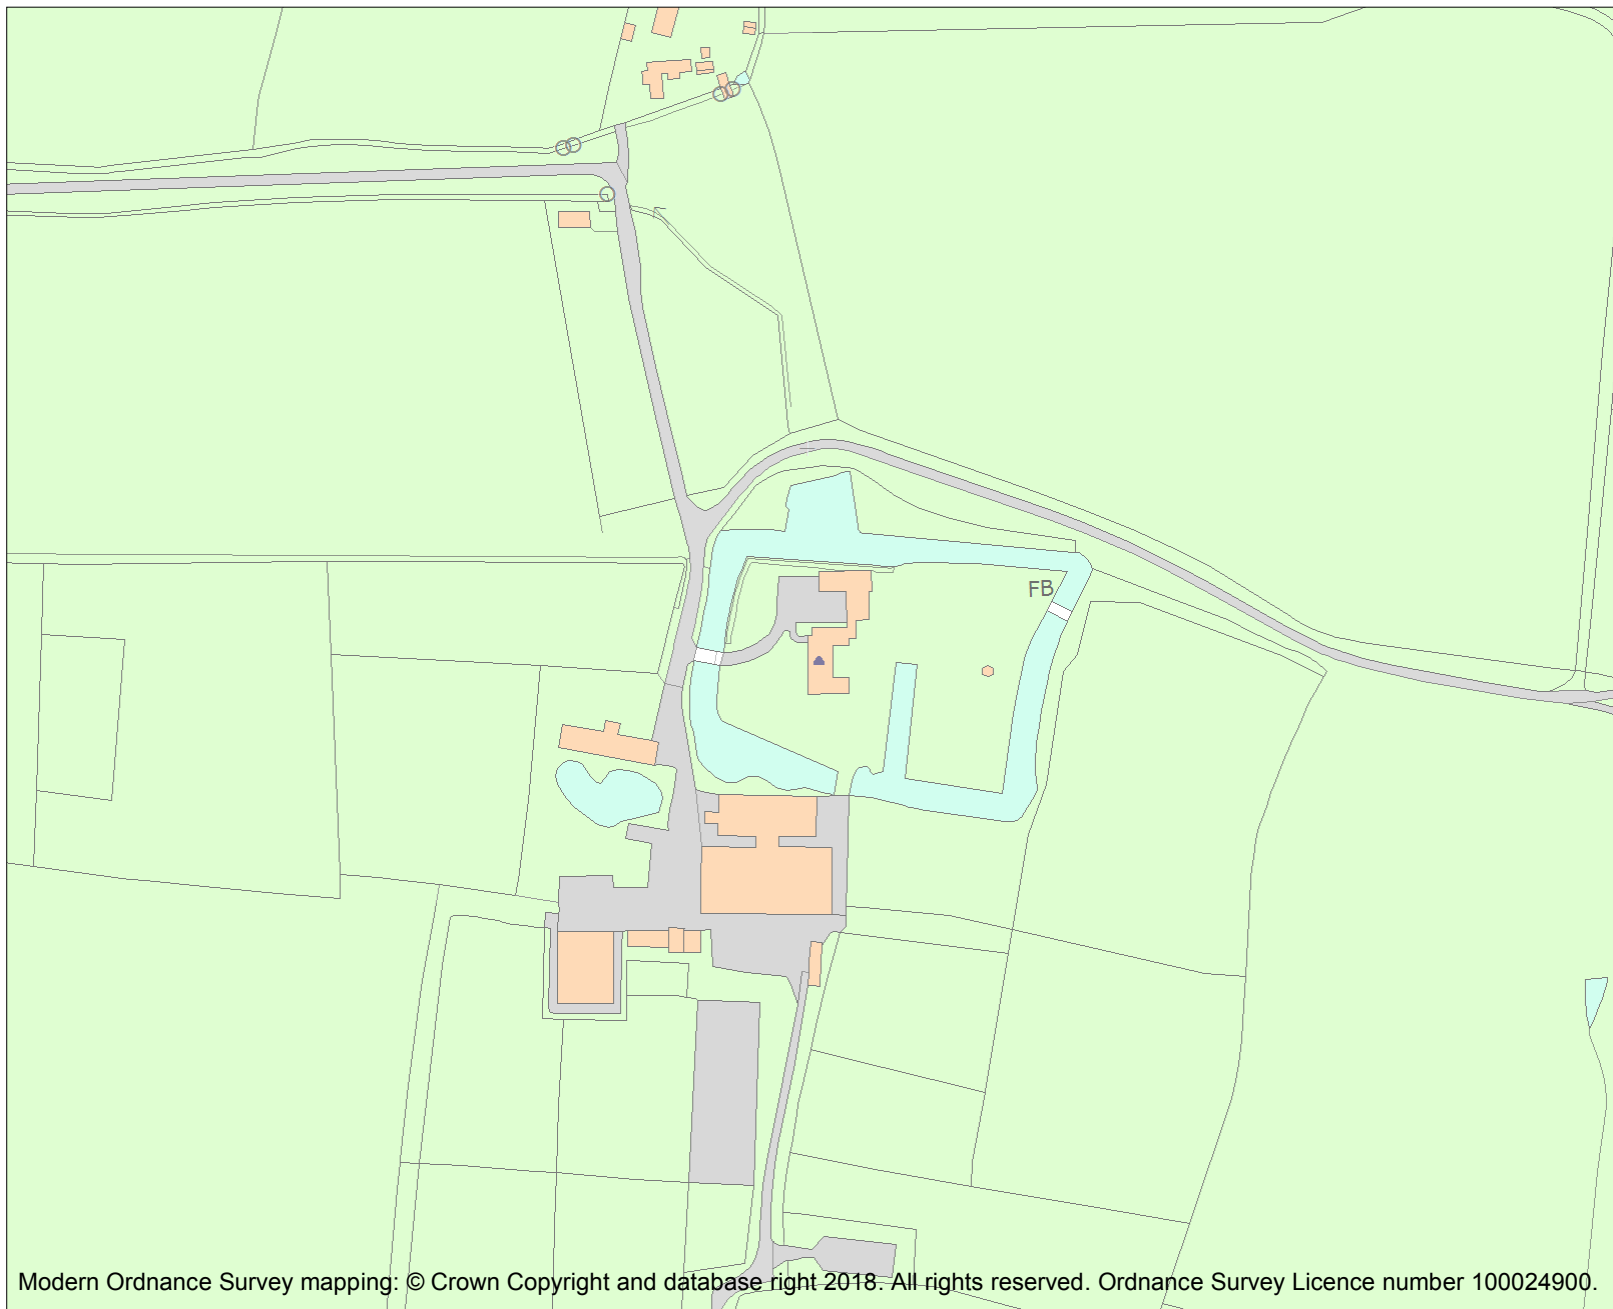 FB
Modern Ordnance Survey mapping: © Crown Copyright and database right 2018. All rights reserved. Ordnance Survey Licence number 100024900.